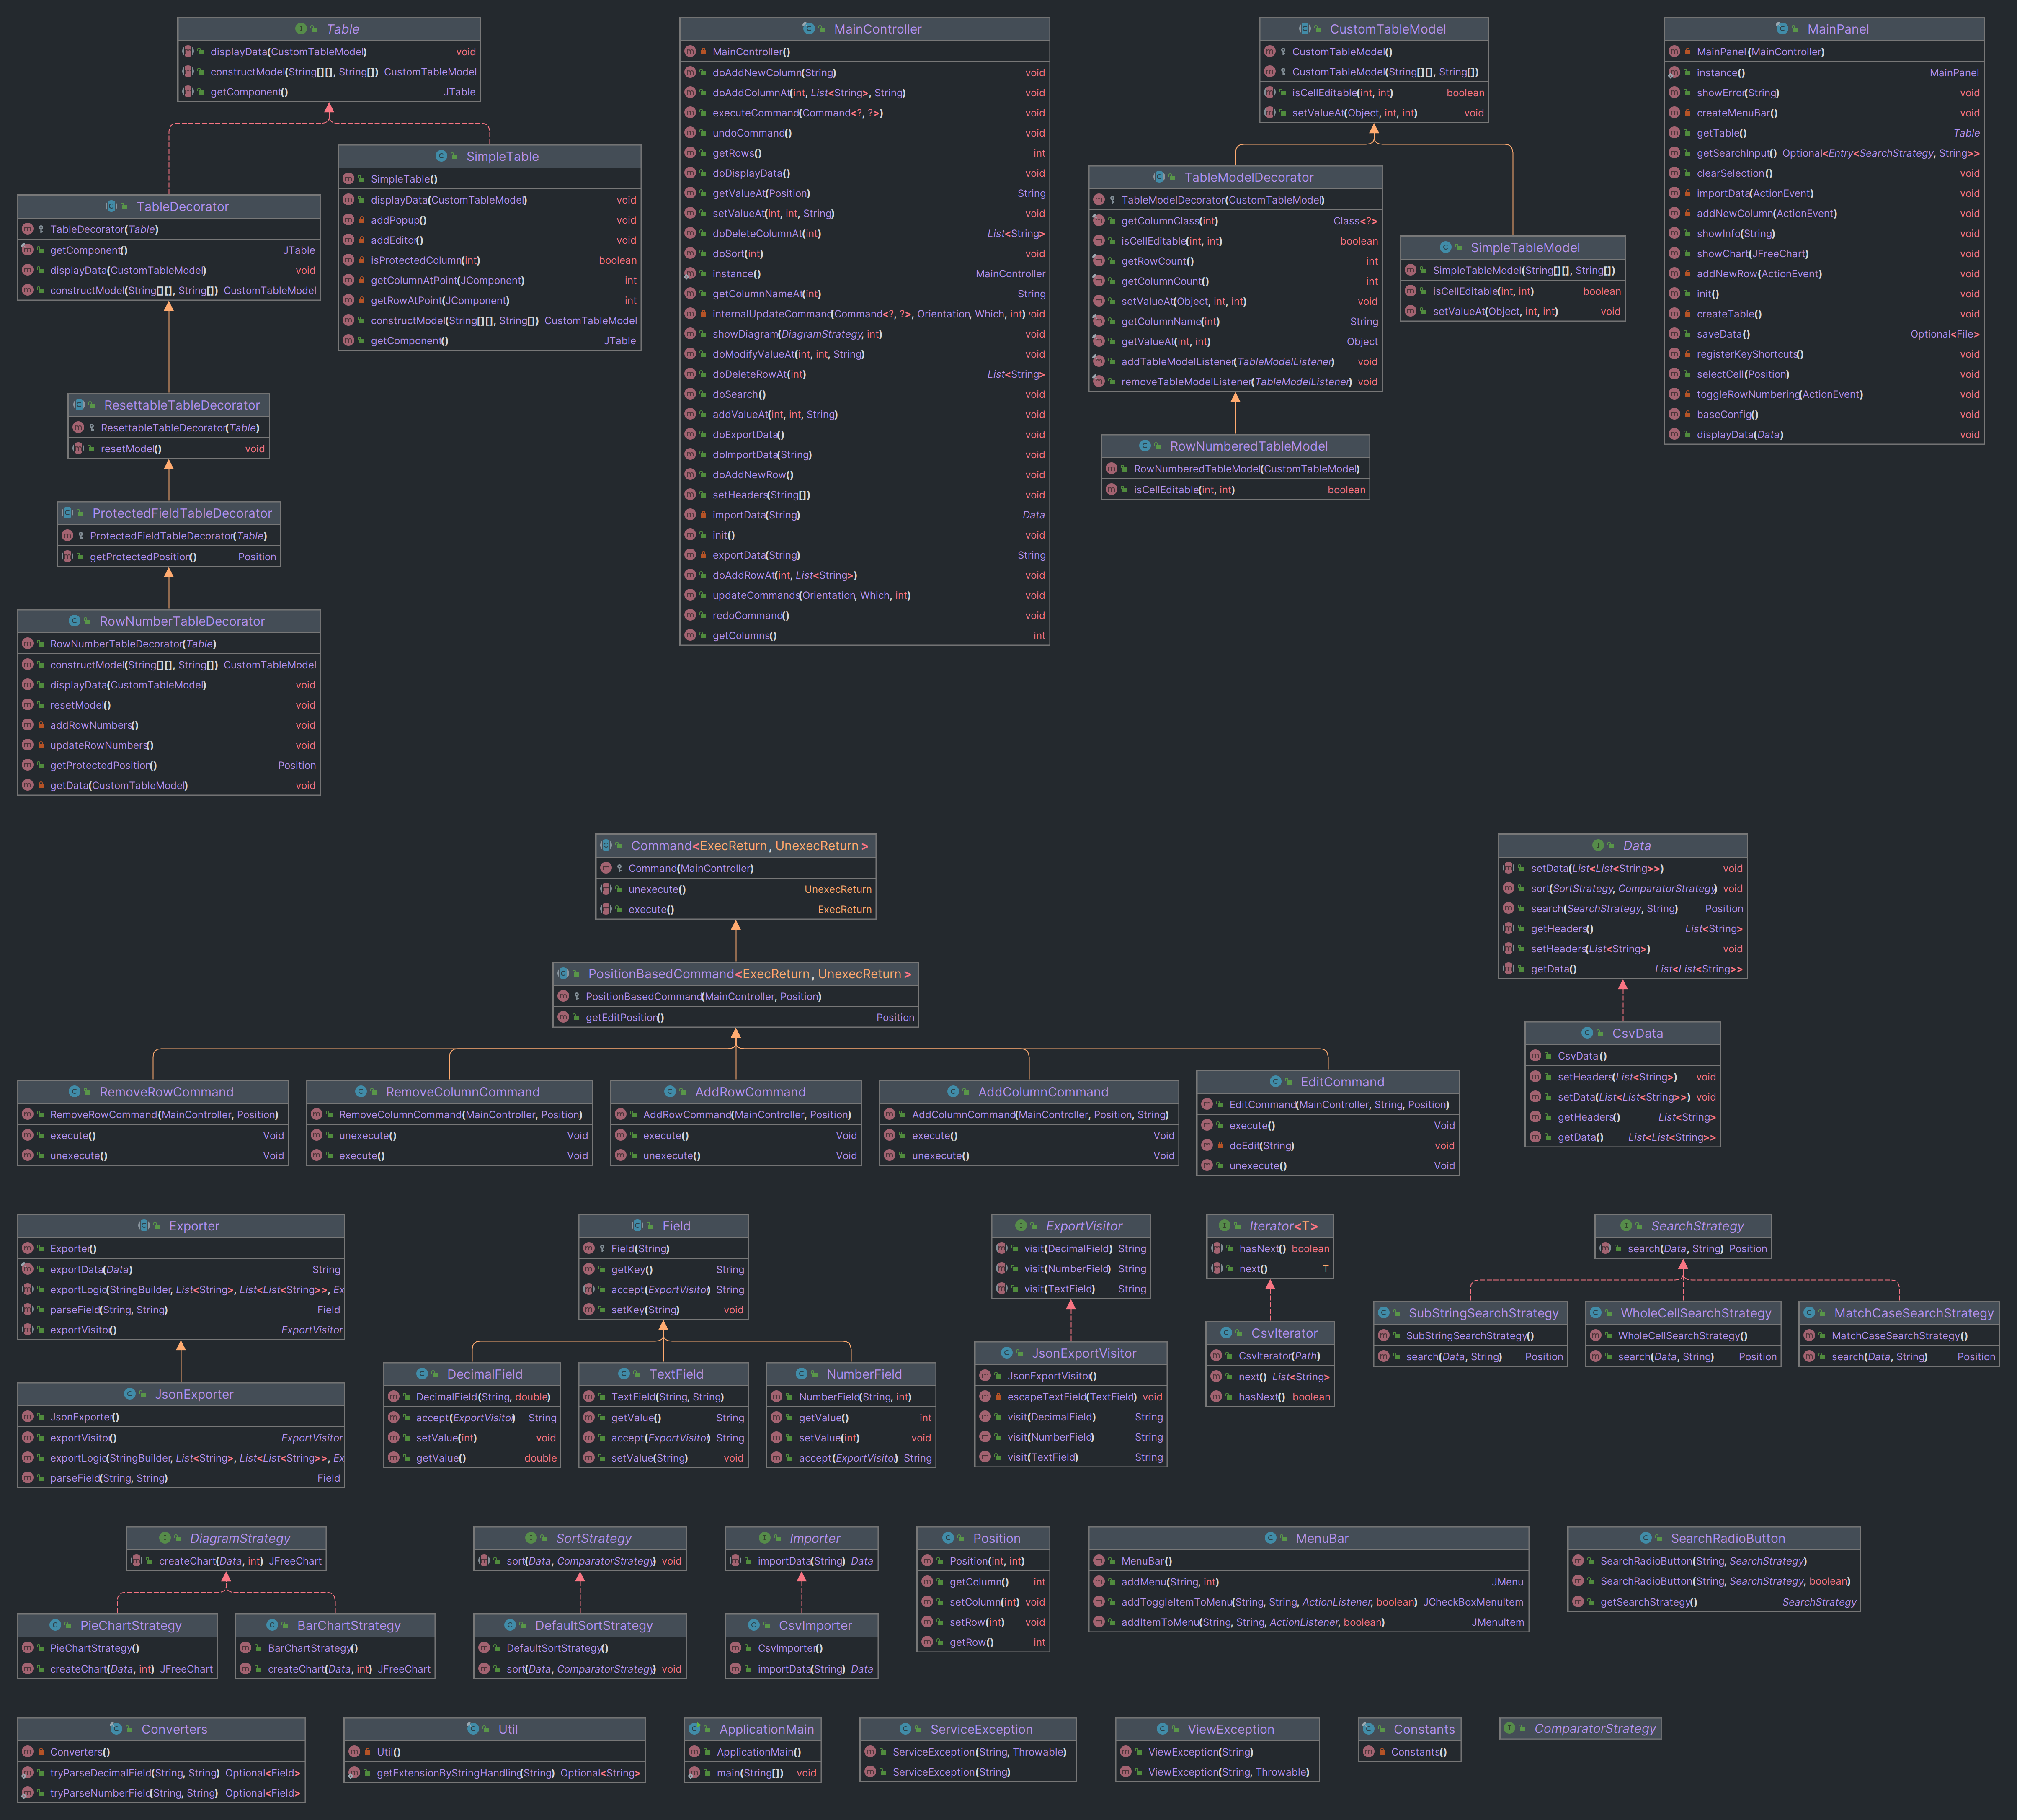 Table
displayData(CustomTableModel) void
constructModel(String[][], String[]) CustomTableModel
getComponent() JTable
MainController
MainController()
doAddNewColumn(String) void
doAddColumnAt(int, List<String>, String) void
executeCommand(Command<?, ?>) void
undoCommand() void
getRows() int
doDisplayData() void
getValueAt(Position) String
setValueAt(int, int, String) void
doDeleteColumnAt(int) List<String>
doSort(int) void
instance() MainController
getColumnNameAt(int) String
internalUpdateCommand(Command<?, ?>, Orientation, Which, int) void
showDiagram(DiagramStrategy, int) void
doModifyValueAt(int, int, String) void
doDeleteRowAt(int) List<String>
doSearch() void
addValueAt(int, int, String) void
doExportData() void
doImportData(String) void
doAddNewRow() void
setHeaders(String[]) void
importData(String) Data
init() void
exportData(String) String
doAddRowAt(int, List<String>) void
updateCommands(Orientation, Which, int) void
redoCommand() void
getColumns() int
CustomTableModel
CustomTableModel()
CustomTableModel(String[][], String[])
isCellEditable(int, int) boolean
setValueAt(Object, int, int) void
MainPanel
MainPanel(MainController)
instance() MainPanel
showError(String) void
createMenuBar() void
getTable() Table
getSearchInput() Optional<Entry<SearchStrategy, String>>
clearSelection() void
importData(ActionEvent) void
addNewColumn(ActionEvent) void
showInfo(String) void
showChart(JFreeChart) void
addNewRow(ActionEvent) void
init() void
createTable() void
saveData() Optional<File>
registerKeyShortcuts() void
selectCell(Position) void
toggleRowNumbering(ActionEvent) void
baseConfig() void
displayData(Data) void
SimpleTable
SimpleTable()
displayData(CustomTableModel) void
addPopup() void
addEditor() void
isProtectedColumn(int) boolean
getColumnAtPoint(JComponent) int
getRowAtPoint(JComponent) int
constructModel(String[][], String[]) CustomTableModel
getComponent() JTable
TableDecorator
TableDecorator(Table)
getComponent() JTable
displayData(CustomTableModel) void
constructModel(String[][], String[]) CustomTableModel
TableModelDecorator
TableModelDecorator(CustomTableModel)
getColumnClass(int) Class<?>
isCellEditable(int, int) boolean
getRowCount() int
getColumnCount() int
setValueAt(Object, int, int) void
getColumnName(int) String
getValueAt(int, int) Object
addTableModelListener(TableModelListener) void
removeTableModelListener(TableModelListener) void
SimpleTableModel
SimpleTableModel(String[][], String[])
isCellEditable(int, int) boolean
setValueAt(Object, int, int) void
ResettableTableDecorator
ResettableTableDecorator(Table)
resetModel() void
RowNumberedTableModel
RowNumberedTableModel(CustomTableModel)
isCellEditable(int, int) boolean
ProtectedFieldTableDecorator
ProtectedFieldTableDecorator(Table)
getProtectedPosition() Position
RowNumberTableDecorator
RowNumberTableDecorator(Table)
constructModel(String[][], String[]) CustomTableModel
displayData(CustomTableModel) void
resetModel() void
addRowNumbers() void
updateRowNumbers() void
getProtectedPosition() Position
getData(CustomTableModel) void
Command<ExecReturn, UnexecReturn>
Command(MainController)
unexecute() UnexecReturn
execute() ExecReturn
Data
setData(List<List<String>>) void
sort(SortStrategy, ComparatorStrategy) void
search(SearchStrategy, String) Position
getHeaders() List<String>
setHeaders(List<String>) void
getData() List<List<String>>
PositionBasedCommand<ExecReturn, UnexecReturn>
PositionBasedCommand(MainController, Position)
getEditPosition() Position
CsvData
CsvData()
setHeaders(List<String>) void
setData(List<List<String>>) void
getHeaders() List<String>
getData() List<List<String>>
RemoveRowCommand
RemoveRowCommand(MainController, Position)
execute() Void
unexecute() Void
RemoveColumnCommand
RemoveColumnCommand(MainController, Position)
unexecute() Void
execute() Void
AddRowCommand
AddRowCommand(MainController, Position)
execute() Void
unexecute() Void
AddColumnCommand
AddColumnCommand(MainController, Position, String)
execute() Void
unexecute() Void
EditCommand
EditCommand(MainController, String, Position)
execute() Void
doEdit(String) void
unexecute() Void
Exporter
Exporter()
exportData(Data) String
exportLogic(StringBuilder, List<String>, List<List<String>>, Ex
parseField(String, String) Field
exportVisitor() ExportVisitor
Field
Field(String)
getKey() String
accept(ExportVisitor) String
setKey(String) void
ExportVisitor
visit(DecimalField) String
visit(NumberField) String
visit(TextField) String
Iterator<T>
hasNext() boolean
next() T
SearchStrategy
search(Data, String) Position
JsonExporter
JsonExporter()
exportVisitor() ExportVisitor
exportLogic(StringBuilder, List<String>, List<List<String>>, Ex
parseField(String, String) Field
DecimalField
DecimalField(String, double)
accept(ExportVisitor) String
setValue(int) void
getValue() double
TextField
TextField(String, String)
getValue() String
accept(ExportVisitor) String
setValue(String) void
NumberField
NumberField(String, int)
getValue() int
setValue(int) void
accept(ExportVisitor) String
JsonExportVisitor
JsonExportVisitor()
escapeTextField(TextField) void
visit(DecimalField) String
visit(NumberField) String
visit(TextField) String
CsvIterator
CsvIterator(Path)
next() List<String>
hasNext() boolean
SubStringSearchStrategy
SubStringSearchStrategy()
search(Data, String) Position
WholeCellSearchStrategy
WholeCellSearchStrategy()
search(Data, String) Position
MatchCaseSearchStrategy
MatchCaseSearchStrategy()
search(Data, String) Position
DiagramStrategy
createChart(Data, int) JFreeChart
SortStrategy
sort(Data, ComparatorStrategy) void
Importer
importData(String) Data
Position
Position(int, int)
getColumn() int
setColumn(int) void
setRow(int) void
getRow() int
MenuBar
MenuBar()
addMenu(String, int) JMenu
addToggleItemToMenu(String, String, ActionListener, boolean) JCheckBoxMenuItem
addItemToMenu(String, String, ActionListener, boolean) JMenuItem
SearchRadioButton
SearchRadioButton(String, SearchStrategy)
SearchRadioButton(String, SearchStrategy, boolean)
getSearchStrategy() SearchStrategy
PieChartStrategy
PieChartStrategy()
createChart(Data, int) JFreeChart
BarChartStrategy
BarChartStrategy()
createChart(Data, int) JFreeChart
DefaultSortStrategy
DefaultSortStrategy()
sort(Data, ComparatorStrategy) void
CsvImporter
CsvImporter()
importData(String) Data
Converters
Converters()
tryParseDecimalField(String, String) Optional<Field>
tryParseNumberField(String, String) Optional<Field>
Util
Util()
getExtensionByStringHandling(String) Optional<String>
ApplicationMain
ApplicationMain()
main(String[]) void
ServiceException
ServiceException(String, Throwable)
ServiceException(String)
ViewException
ViewException(String)
ViewException(String, Throwable)
Constants
Constants()
ComparatorStrategy